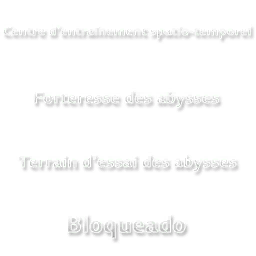 Centre d'entraînement spatio-temporel
Forteresse des abysses
Terrain d'essai des abysses
Bloqueado